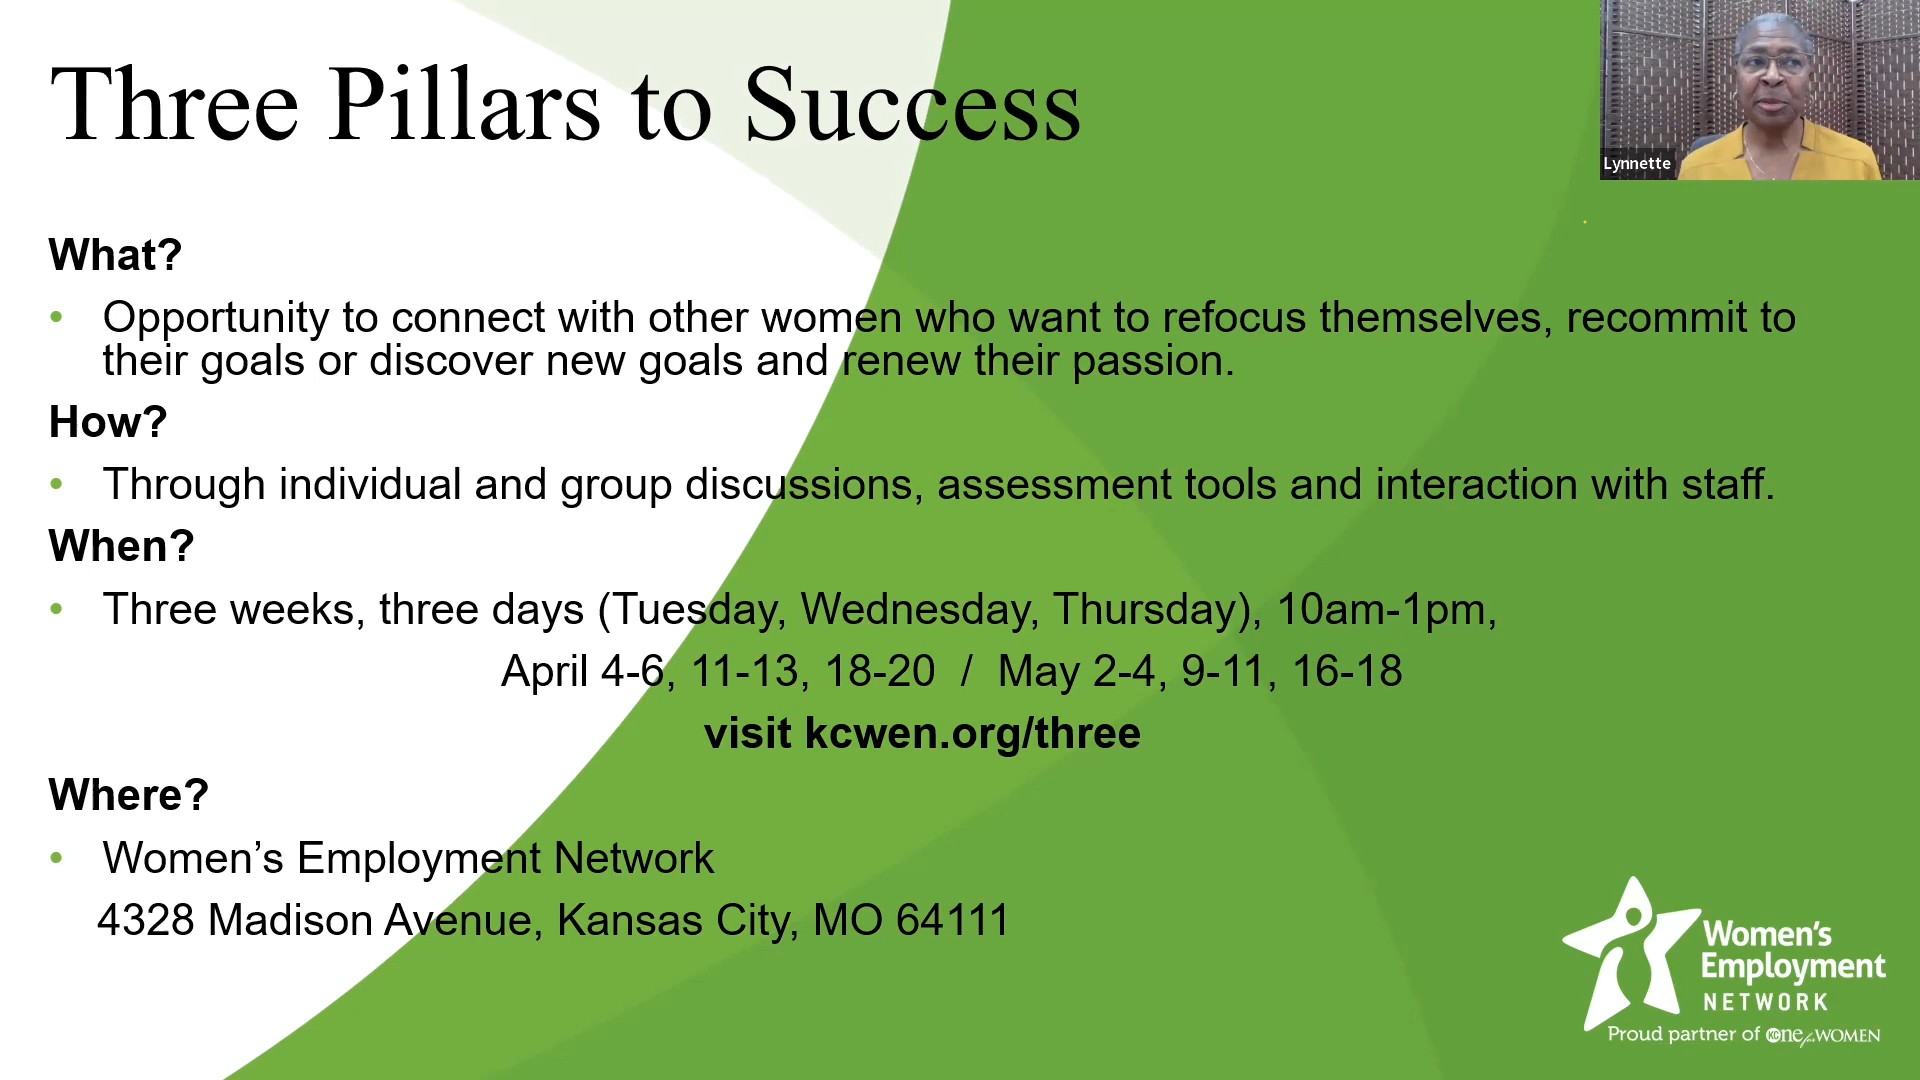 Three Pillars to Success
Lynnette
What?
• Opportunity to connect with other women who want to refocus themselves, recommit to
their goals or discover new goals and renew their passion.
How?
• Through individual and group discussions, assessment tools and interaction with staff.
When?
• Three weeks, three days (Tuesday, Wednesday, Thursday), 10am-1pm,
April 4-6, 11-13, 18-20 / May 2-4, 9-11, 16-18
visit kcwen.org/three
Where?
• Women’s Employment Network
4328 Madison Avenue, Kansas City, MO 64111
Women’s
Employment
NETWORK
Proud partner of KC One for WOMEN